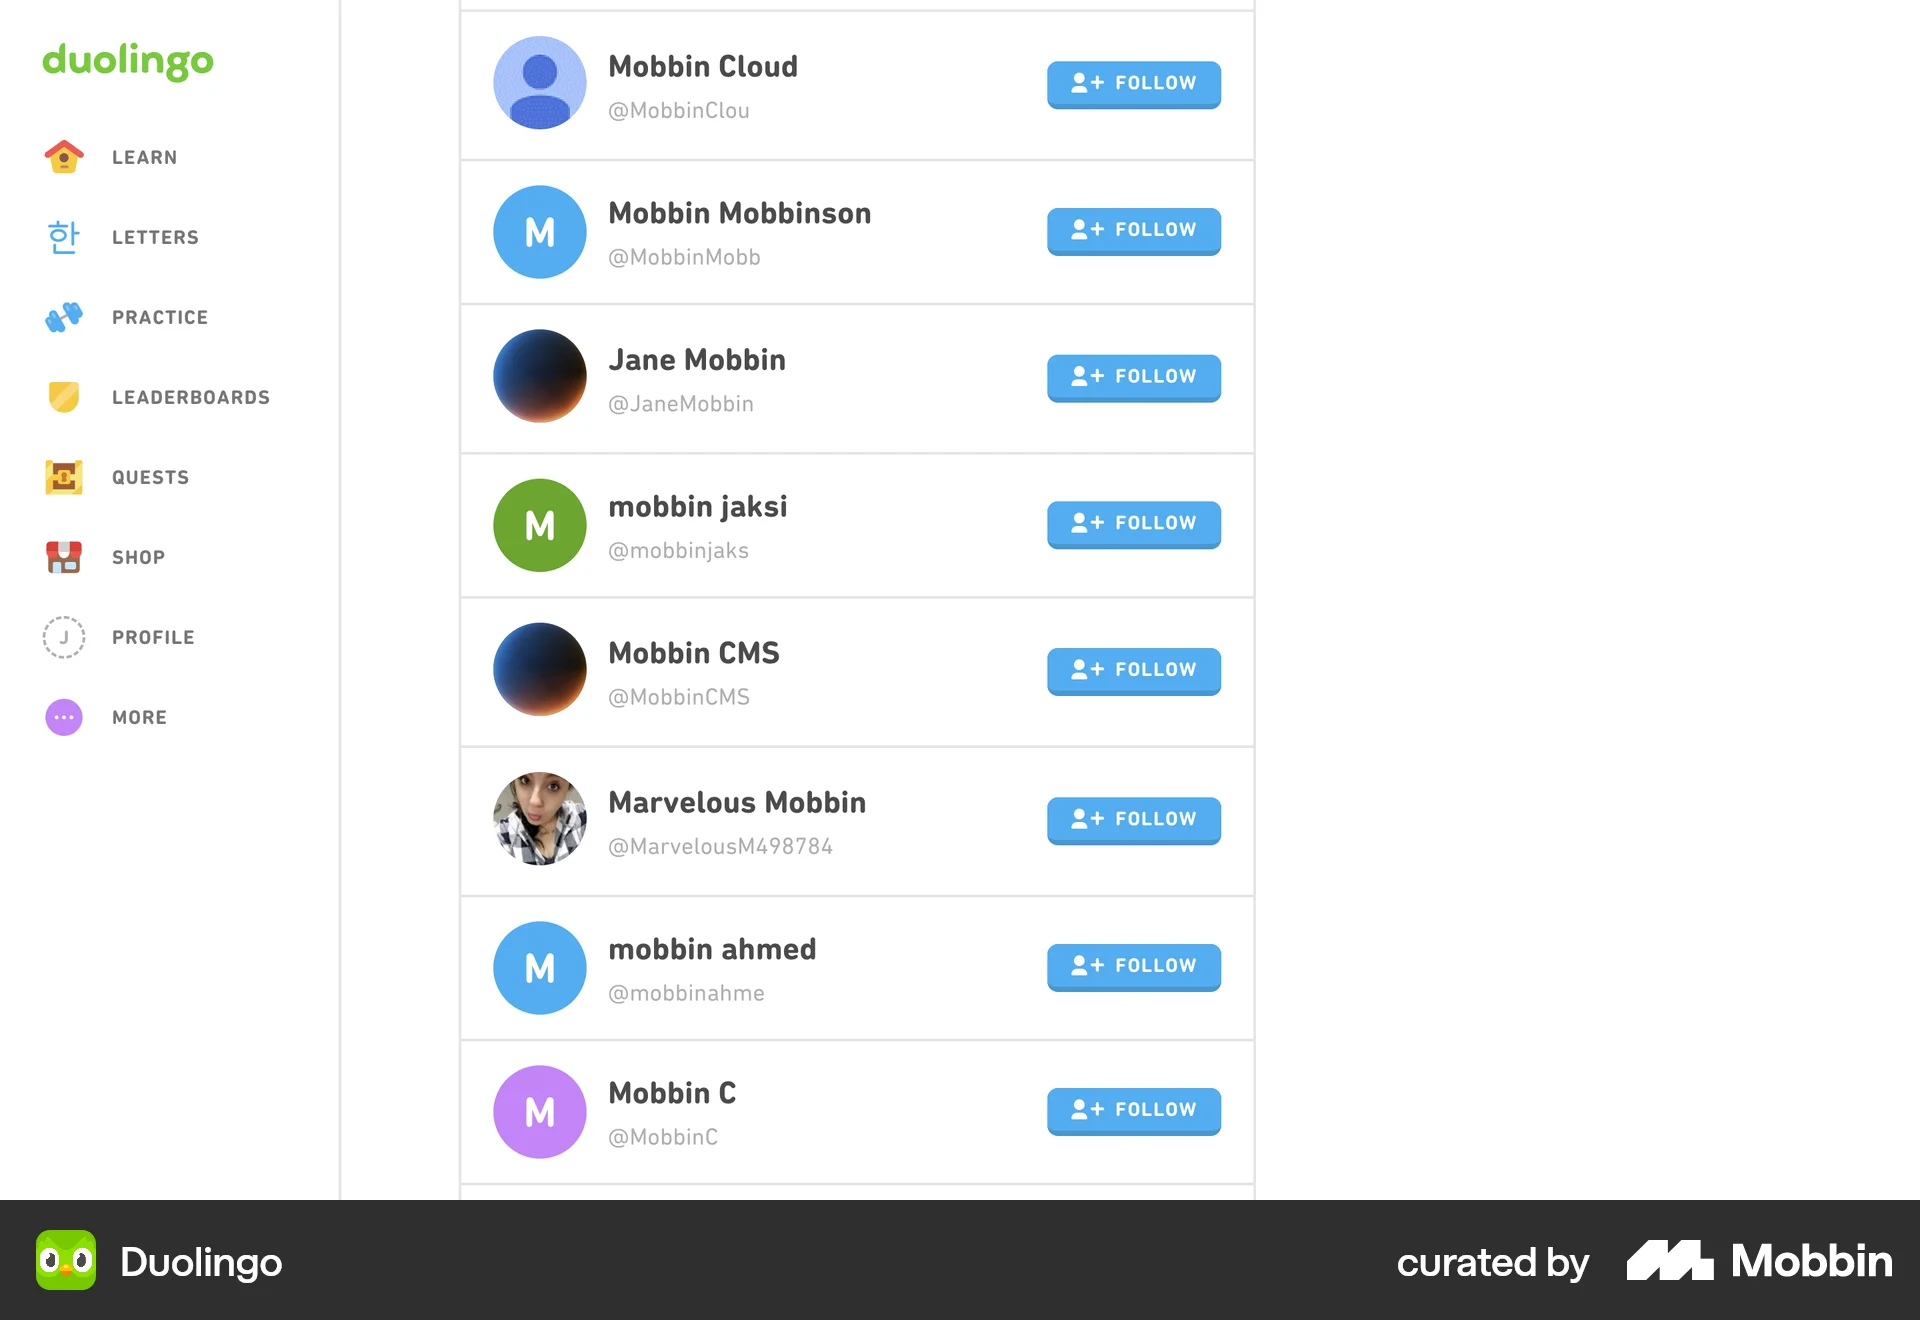 duolingo
LEARN
한
LETTERS
PRACTICE
LEADERBOARDS
QUESTS
SHOP
J
PROFILE
MORE
Mobbin Cloud
@MobbinClou
FOLLOW
M
Mobbin Mobbinson
@MobbinMobb
FOLLOW
Jane Mobbin
@JaneMobbin
FOLLOW
M
mobbin jaksi
@mobbinjaks
FOLLOW
Mobbin CMS
@MobbinCMS
FOLLOW
Marvelous Mobbin
@MarvelousM498784
FOLLOW
M
mobbin ahmed
@mobbinahme
FOLLOW
M
Mobbin C
@MobbinC
FOLLOW
Duolingo
curated by Mobbin